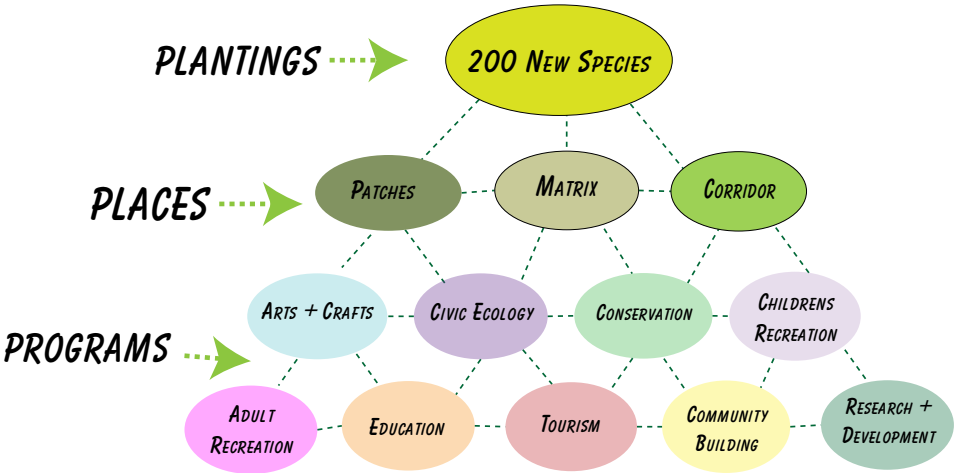 PLANTINGS
200 NEW SPECIES
PLACES
PATCHES
MATRIX
CORRIDOR
ARTS + CRAFTS
CIVIC ECOLOGY
CONSERVATION
CHILDRENS
RECREATION
PROGRAMS
ADULT
RECREATION
EDUCATION
TOURISM
COMMUNITY
BUILDING
RESEARCH +
DEVELOPMENT